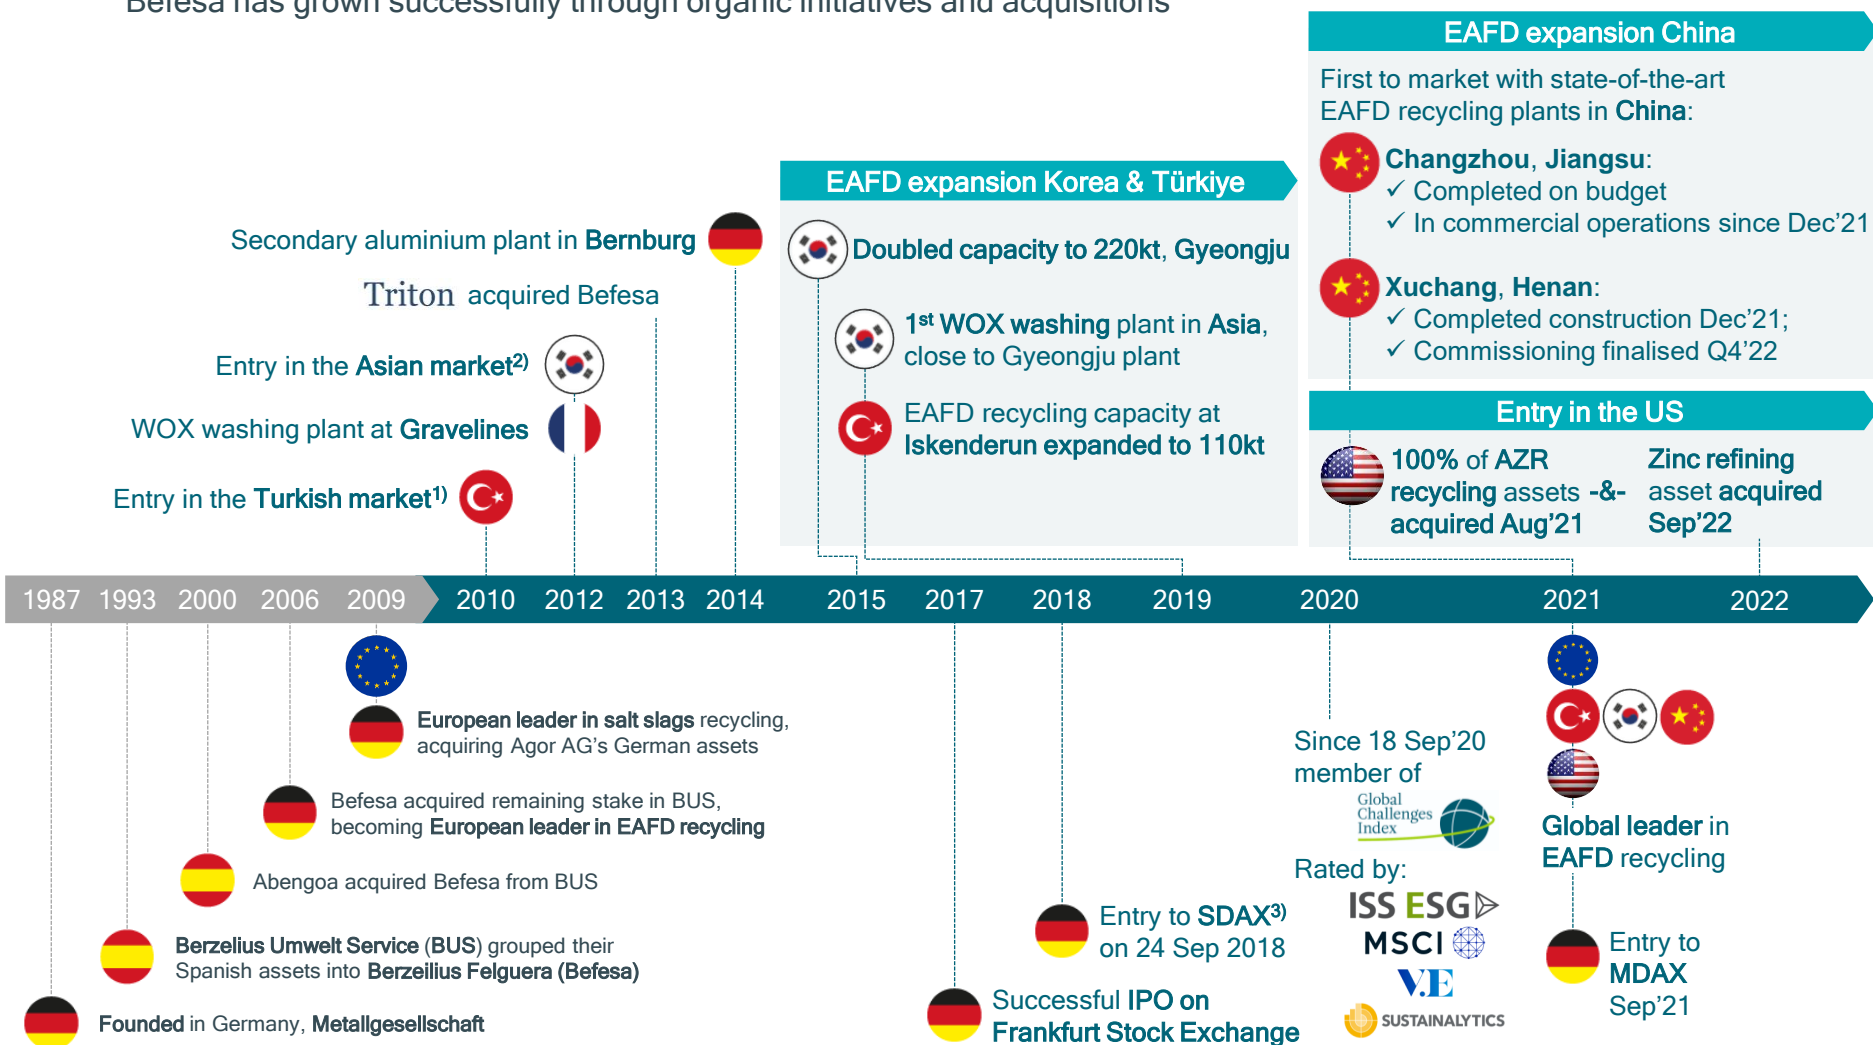 Befesa has grown successfully through organic initiatives and acquisitions
EAFD expansion China
First to market with state-of-the-art
EAFD recycling plants in China:
Changzhou, Jiangsu:
✓ Completed on budget
✓ In commercial operations since Dec’21
Xuchang, Henan:
✓ Completed construction Dec’21;
✓ Commissioning finalised Q4’22
Entry in the US
100% of AZR
recycling assets -&-
acquired Aug’21
Zinc refining
asset acquired
Sep’22
EAFD expansion Korea & Türkiye
Doubled capacity to 220kt, Gyeongju
1st WOX washing plant in Asia,
close to Gyeongju plant
EAFD recycling capacity at
Iskenderun expanded to 110kt
Secondary aluminium plant in Bernburg
Triton acquired Befesa
Entry in the Asian market2)
WOX washing plant at Gravelines
Entry in the Turkish market1)
1987 1993 2000 2006 2009 2010 2012 2013 2014 2015 2017 2018 2019 2020 2021 2022
European leader in salt slags recycling,
acquiring Agor AG’s German assets
Befesa acquired remaining stake in BUS,
becoming European leader in EAFD recycling
Abengoa acquired Befesa from BUS
Berzelius Umwelt Service (BUS) grouped their
Spanish assets into Berzeilius Felguera (Befesa)
Founded in Germany, Metallgesellschaft
Successful IPO on
Frankfurt Stock Exchange
Entry to SDAX3)
on 24 Sep 2018
Since 18 Sep’20
member of
Global
Challenges
Index
Rated by:
ISS ESG
MSCI
V.E
SUSTAINALYTICS
Global leader in
EAFD recycling
Entry to
MDAX
Sep’21